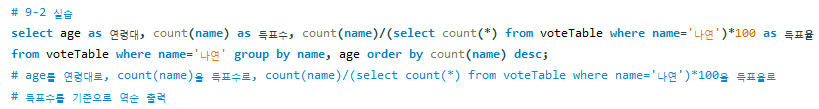 # 9-2 실습
select age as 연령대, count(name) as 득표수, count(name)/(select count(*) from voteTable where name='나연')*100 as 득표율
from voteTable where name='나연' group by name, age order by count(name) desc;
# age를 연령대로, count(name)을 득표수로, count(name)/(select count(*) from voteTable where name='나연')*100을 득표율로
# 득표수를 기준으로 역순 출력